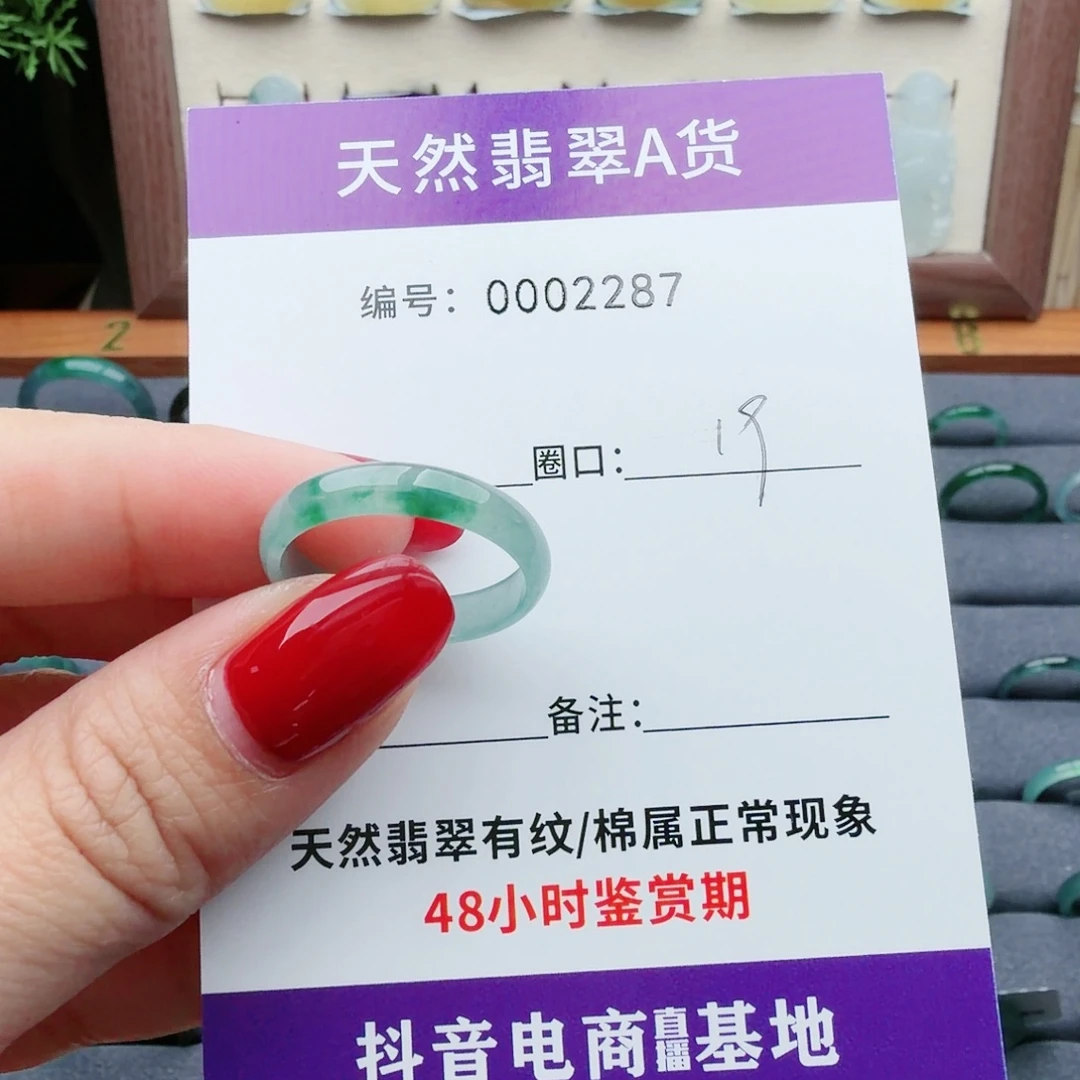 天然翡翠A货
编号：0002287
圈口：19
备注：
天然翡翠有纹/棉属正常现象
48小时鉴赏期
抖音电商直播基地
2